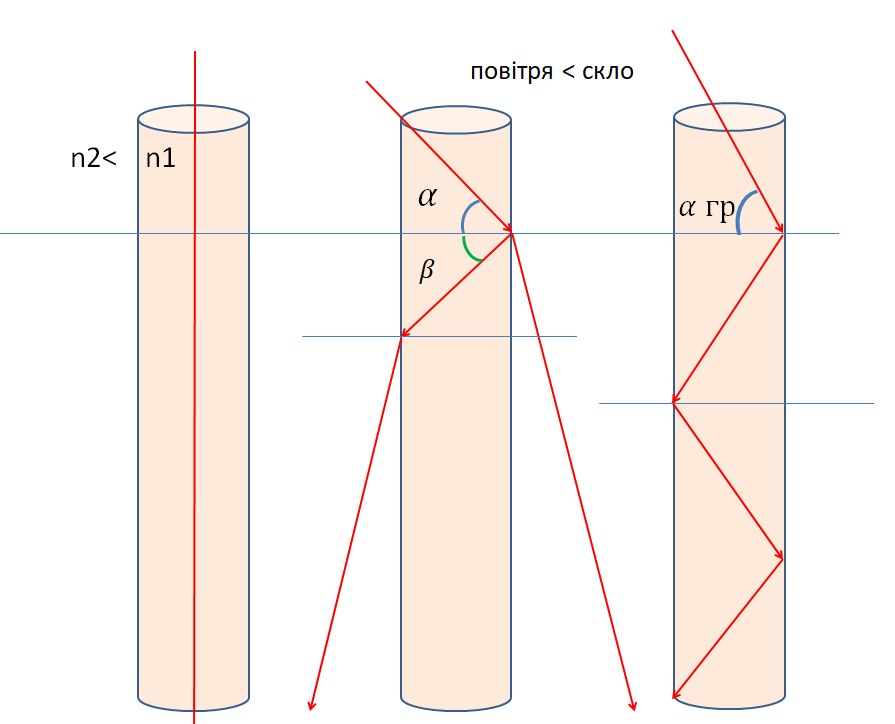 повітря < скло
n2< n1
α
α гр
β